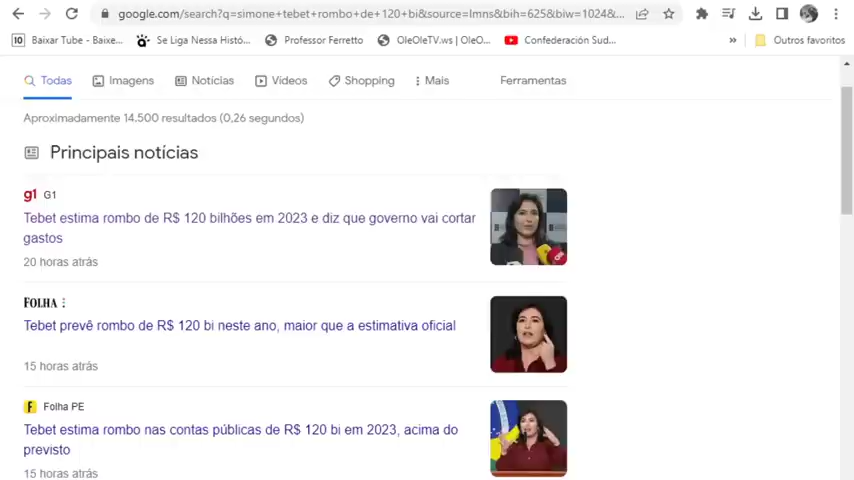 google.com/search?q=simone+tebet+rombo+de+120+bi&source=lmns&bih=625&biw=1024&...
10 Baixar Tube - Baixe... Se Liga Nessa Histó... Professor Ferretto OleOleTV.ws | OleO... Confederación Sud... » Outros favoritos
Todas Imagens Notícias Vídeos Shopping Mais Ferramentas
Aproximadamente 14.500 resultados (0,26 segundos)
Principais notícias
g1 G1
Tebet estima rombo de R$ 120 bilhões em 2023 e diz que governo vai cortar
gastos
20 horas atrás
FOLHA
Tebet prevê rombo de R$ 120 bi neste ano, maior que a estimativa oficial
15 horas atrás
F Folha PE
Tebet estima rombo nas contas públicas de R$ 120 bi em 2023, acima do
previsto
15 horas atrás